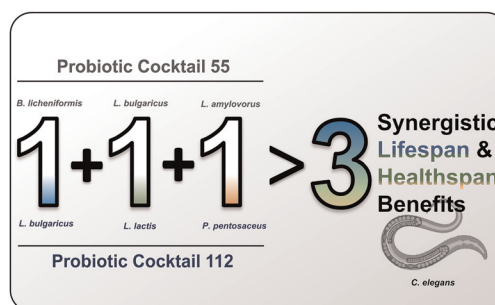 Probiotic Cocktail 55
B. licheniformis L. bulgaricus L. amylovorus
1+1+1>3
L. bulgaricus L. lactis P. pentosaceus
Probiotic Cocktail 112
Synergistic
Lifespan &
Healthspan
Benefits
C. elegans